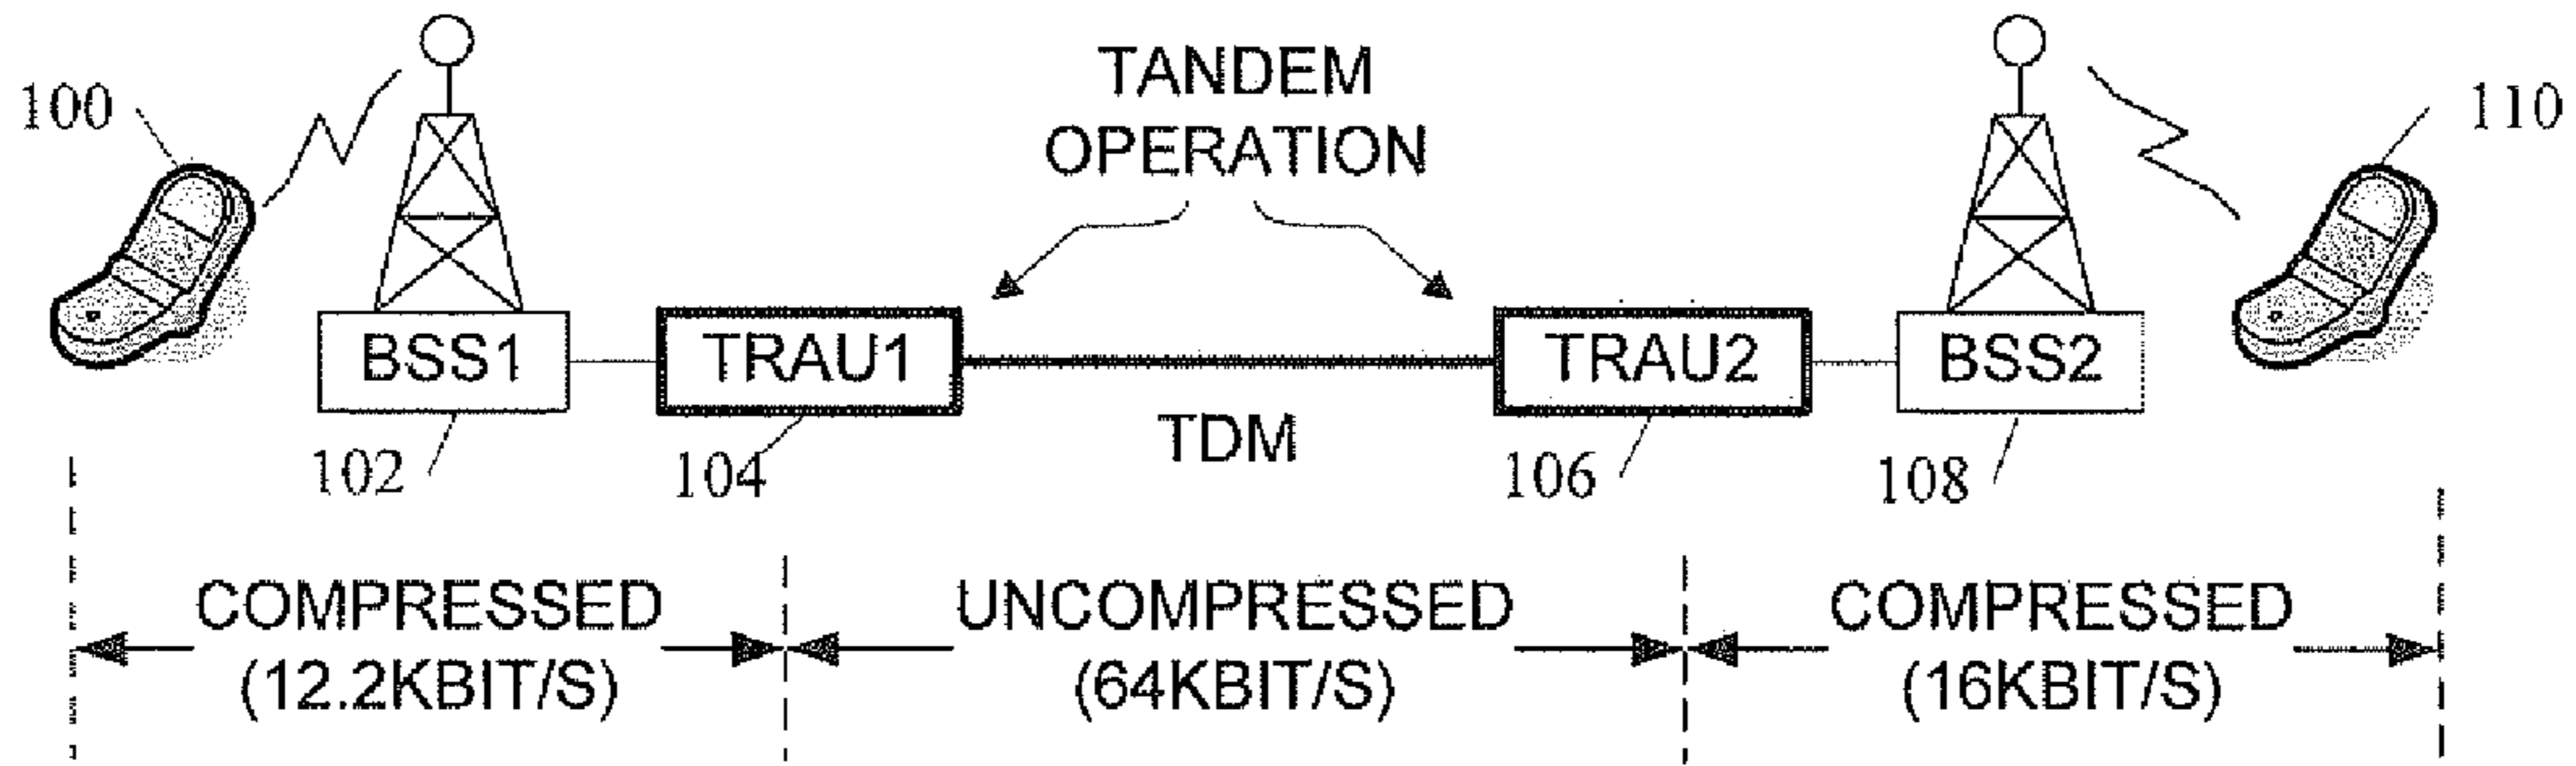 100
TANDEM
OPERATION
110
BSS1
TRAU1
TRAU2
BSS2
TDM
102
104
106
108
COMPRESSED
(12.2KBIT/S)
UNCOMPRESSED
(64KBIT/S)
COMPRESSED
(16KBIT/S)